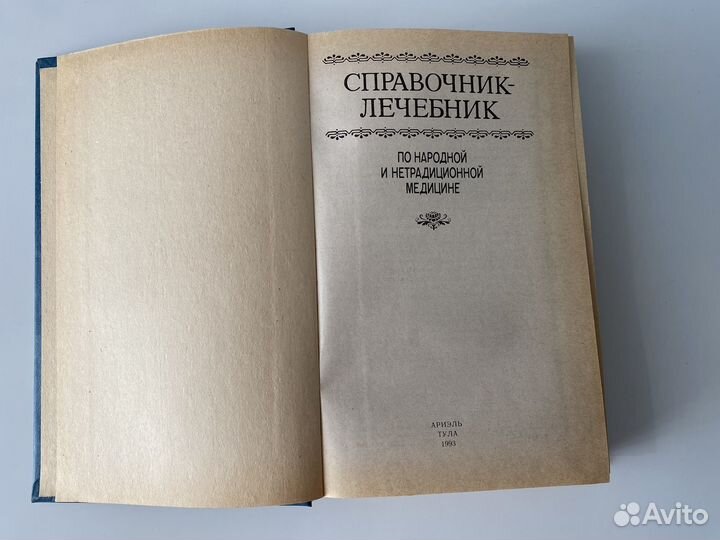 СПРАВОЧНИК-
ЛЕЧЕБНИК
ПО НАРОДНОЙ
И НЕТРАДИЦИОННОЙ
МЕДИЦИНЕ
АРИЭЛЬ
ТУЛА
1993
Avito